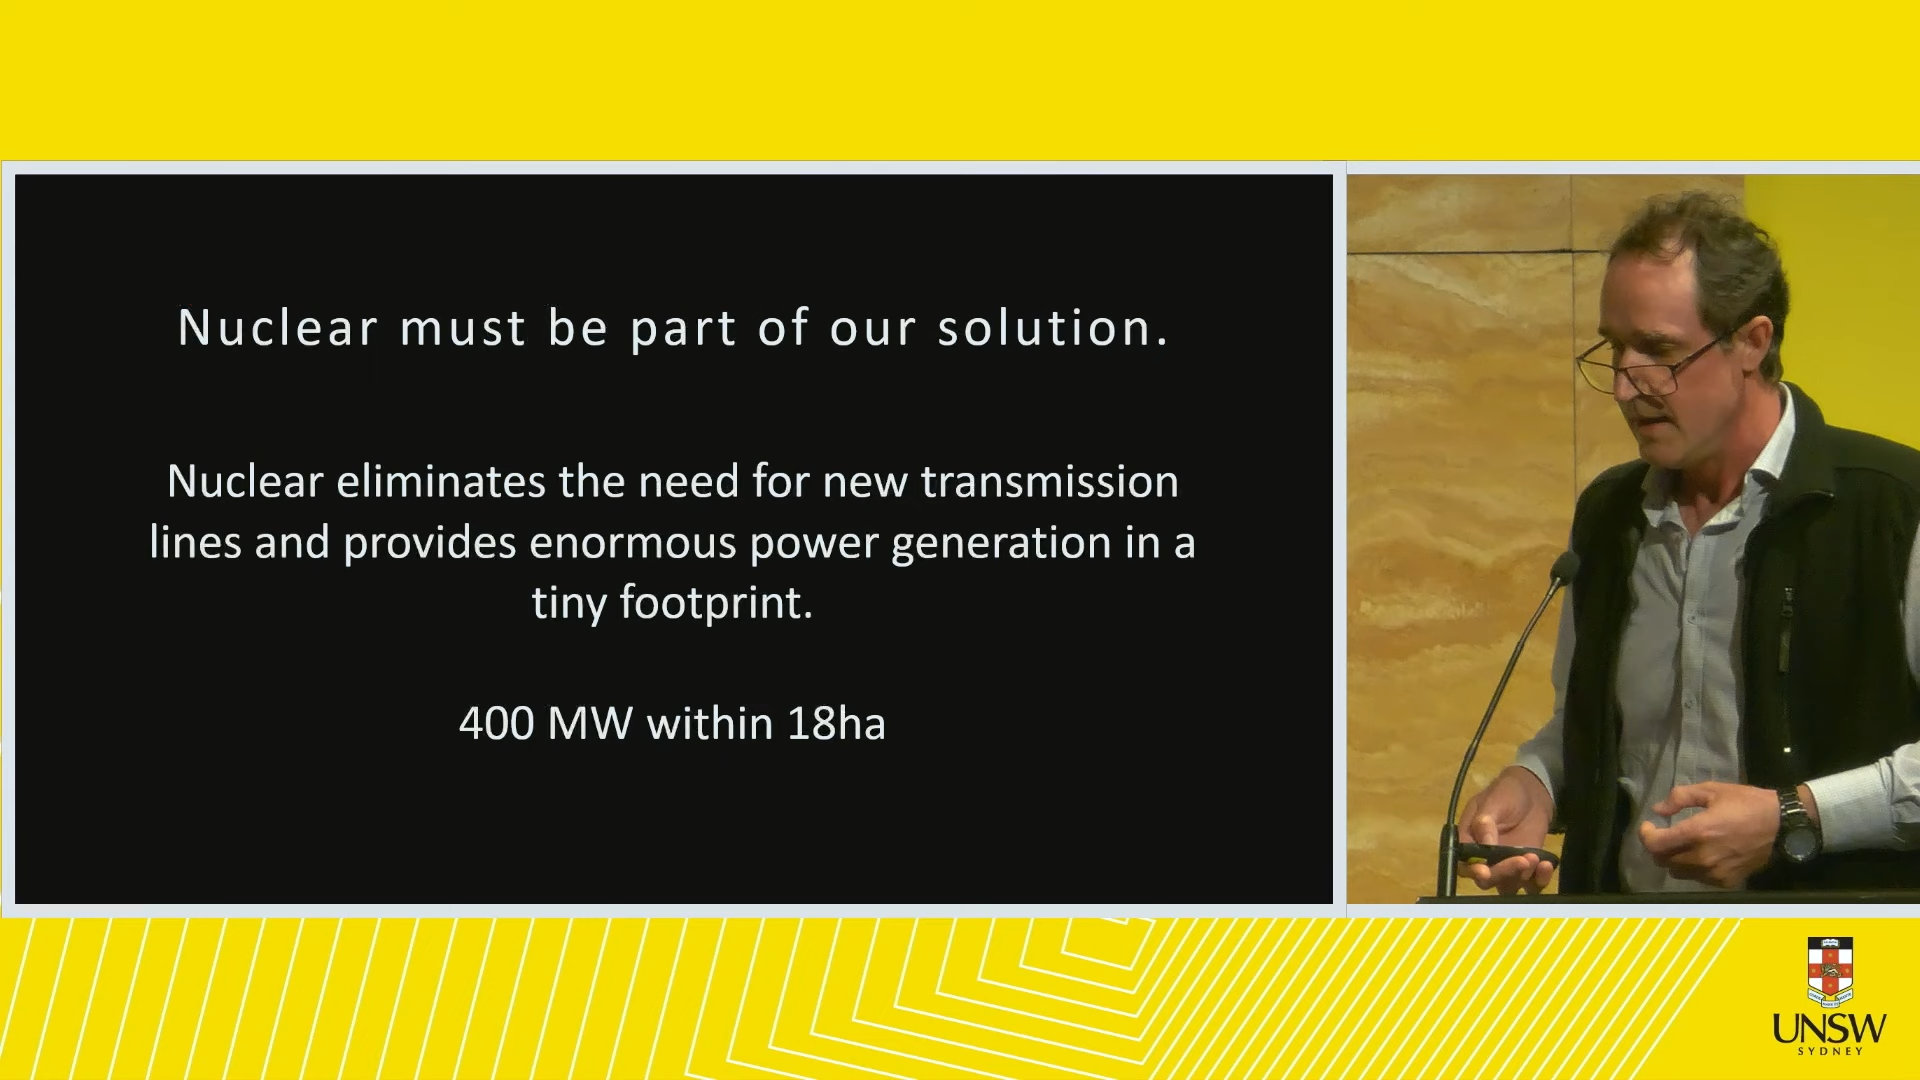 Nuclear must be part of our solution.
Nuclear eliminates the need for new transmission
lines and provides enormous power generation in a
tiny footprint.
400 MW within 18ha
UNSW
SYDNEY